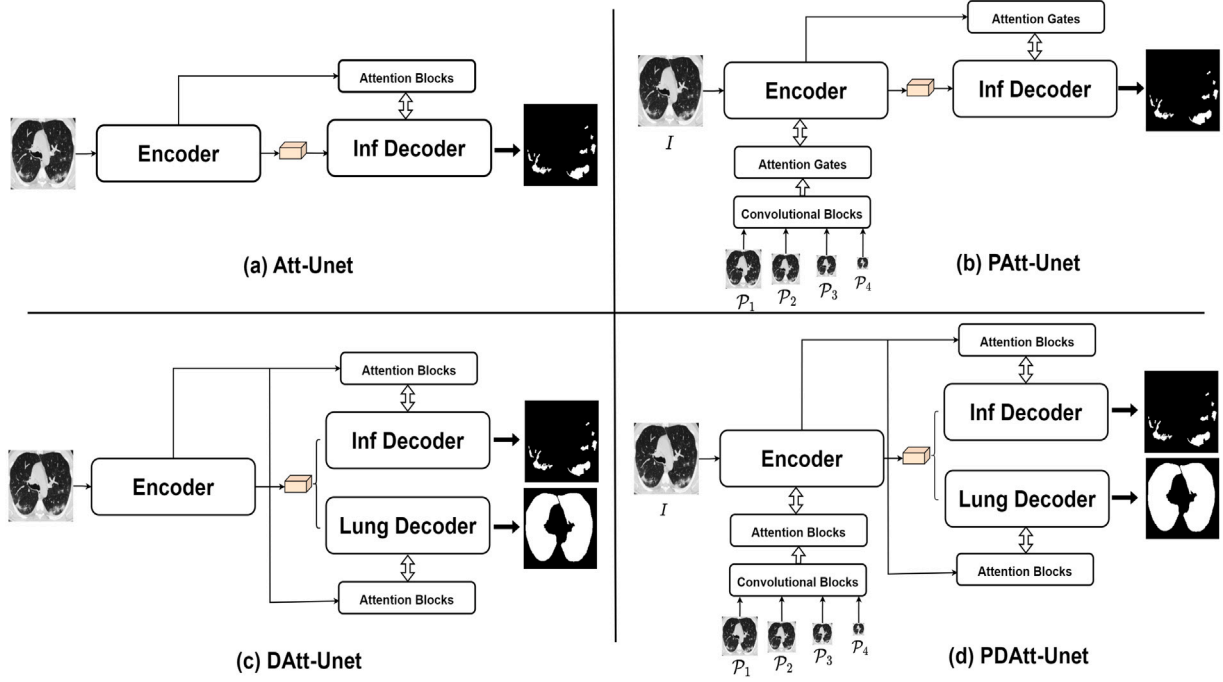 Attention Blocks
Encoder
Inf Decoder
(a) Att-Unet
Attention Gates
Encoder
Inf Decoder
I
Attention Gates
Convolutional Blocks
P₁ P₂ P₃ P₄
(b) PAtt-Unet
Attention Blocks
Inf Decoder
Encoder
Lung Decoder
Attention Blocks
(c) DAtt-Unet
Attention Blocks
Inf Decoder
Encoder
Lung Decoder
I
Attention Blocks
Attention Blocks
Convolutional Blocks
P₁ P₂ P₃ P₄
(d) PDAtt-Unet